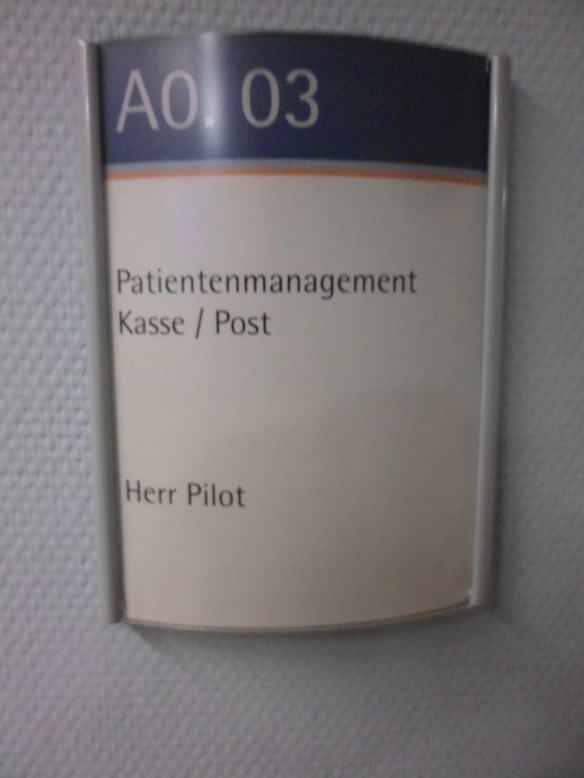 A0. 03
Patientenmanagement
Kasse / Post
Herr Pilot